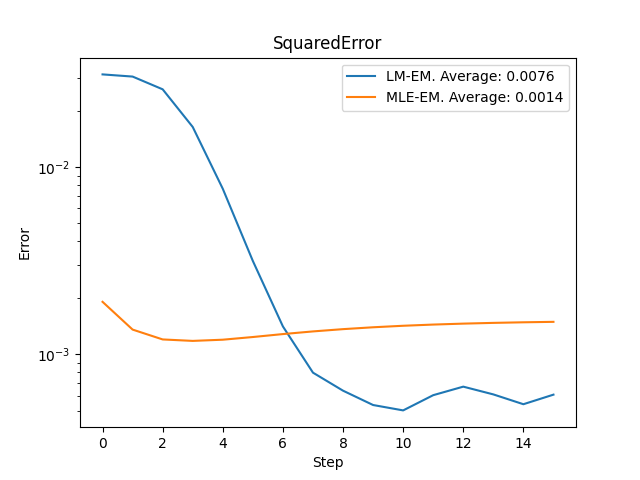 SquaredError
LM-EM. Average: 0.0076
MLE-EM. Average: 0.0014
10⁻²
10⁻³
Error
0 2 4 6 8 10 12 14
Step